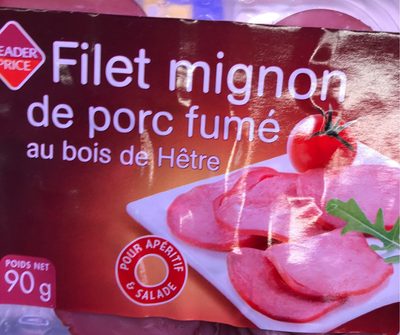 LEADER
PRICE
Filet mignon
de porc fumé
au bois de Hêtre
POUR APÉRITIF
& SALADE
POIDS NET
90 g